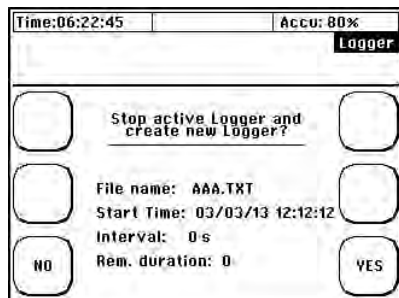 Time:06:22:45
Accu: 80%
Logger
Stop active Logger and
create new Logger?
File name: AAA.TXT
Start Time: 03/03/13 12:12:12
Interval: 0 s
Rem. duration: 0
NO
YES